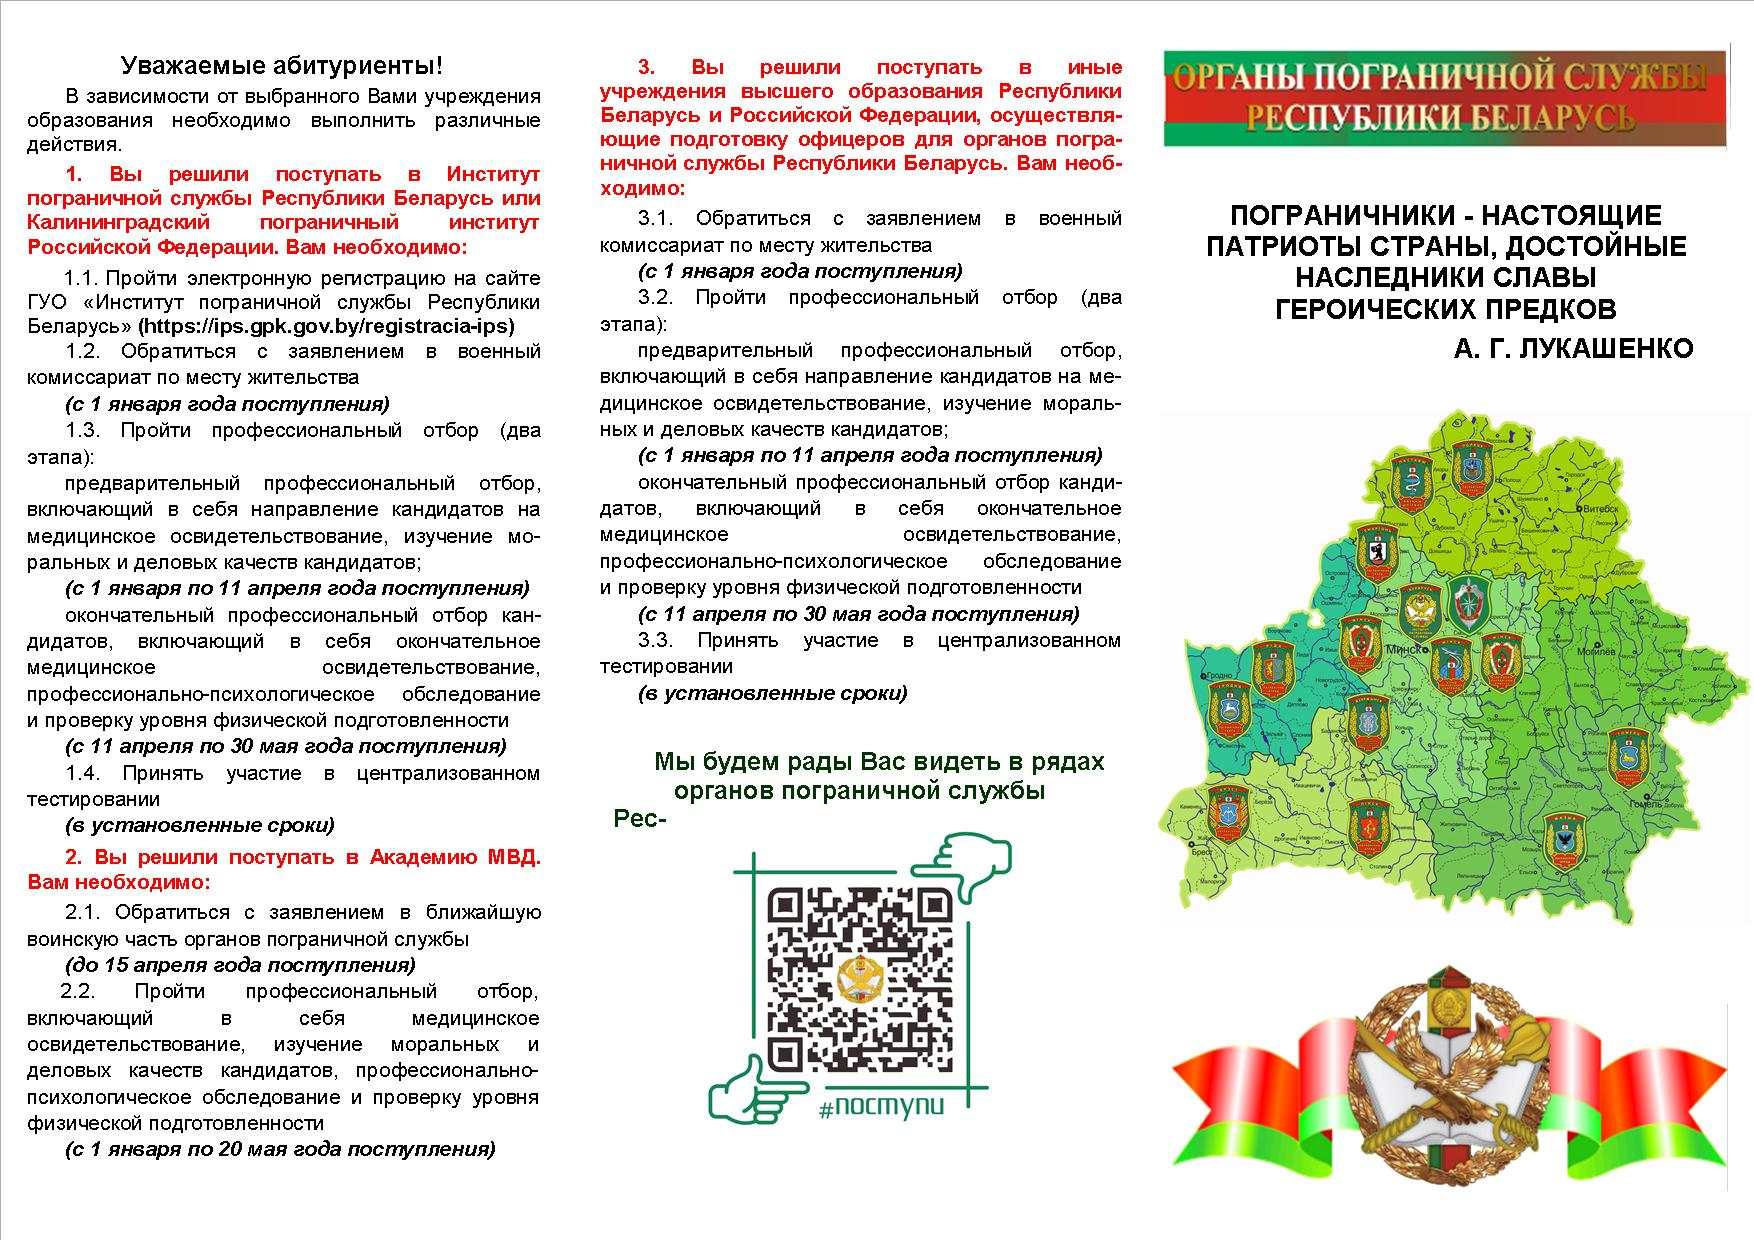 Уважаемые абитуриенты!
В зависимости от выбранного Вами учреждения
образования необходимо выполнить различные
действия.
1. Вы решили поступать в Институт
пограничной службы Республики Беларусь или
Калининградский пограничный институт
Российской Федерации. Вам необходимо:
1.1. Пройти электронную регистрацию на сайте
ГУО «Институт пограничной службы Республики
Беларусь» (https://ips.gpk.gov.by/registracia-ips)
1.2. Обратиться с заявлением в военный
комиссариат по месту жительства
(с 1 января года поступления)
1.3. Пройти профессиональный отбор (два
этапа):
предварительный профессиональный отбор,
включающий в себя направление кандидатов на
медицинское освидетельствование, изучение мо-
ральных и деловых качеств кандидатов;
(с 1 января по 11 апреля года поступления)
окончательный профессиональный отбор кан-
дидатов, включающий в себя окончательное
медицинское освидетельствование,
профессионально-психологическое обследование
и проверку уровня физической подготовленности
(с 11 апреля по 30 мая года поступления)
1.4. Принять участие в централизованном
тестировании
(в установленные сроки)
2. Вы решили поступать в Академию МВД.
Вам необходимо:
2.1. Обратиться с заявлением в ближайшую
воинскую часть органов пограничной службы
(до 15 апреля года поступления)
2.2. Пройти профессиональный отбор,
включающий в себя медицинское
освидетельствование, изучение моральных и
деловых качеств кандидатов, профессионально-
психологическое обследование и проверку уровня
физической подготовленности
(с 1 января по 20 мая года поступления)
3. Вы решили поступать в иные
учреждения высшего образования Республики
Беларусь и Российской Федерации, осуществля-
ющие подготовку офицеров для органов погра-
ничной службы Республики Беларусь. Вам необ-
ходимо:
3.1. Обратиться с заявлением в военный
комиссариат по месту жительства
(с 1 января года поступления)
3.2. Пройти профессиональный отбор (два
этапа):
предварительный профессиональный отбор,
включающий в себя направление кандидатов на ме-
дицинское освидетельствование, изучение мораль-
ных и деловых качеств кандидатов;
(с 1 января по 11 апреля года поступления)
окончательный профессиональный отбор канди-
датов, включающий в себя окончательное
медицинское освидетельствование,
профессионально-психологическое обследование
и проверку уровня физической подготовленности
(с 11 апреля по 30 мая года поступления)
3.3. Принять участие в централизованном
тестировании
(в установленные сроки)
Мы будем рады Вас видеть в рядах
органов пограничной службы
Рес-
#поступи
ОРГАНЫ ПОГРАНИЧНОЙ СЛУЖБЫ
РЕСПУБЛИКИ БЕЛАРУСЬ
ПОГРАНИЧНИКИ - НАСТОЯЩИЕ
ПАТРИОТЫ СТРАНЫ, ДОСТОЙНЫЕ
НАСЛЕДНИКИ СЛАВЫ
ГЕРОИЧЕСКИХ ПРЕДКОВ
А. Г. ЛУКАШЕНКО
Витебск
Минск
Могилев
Гродно
Гомель
Брест